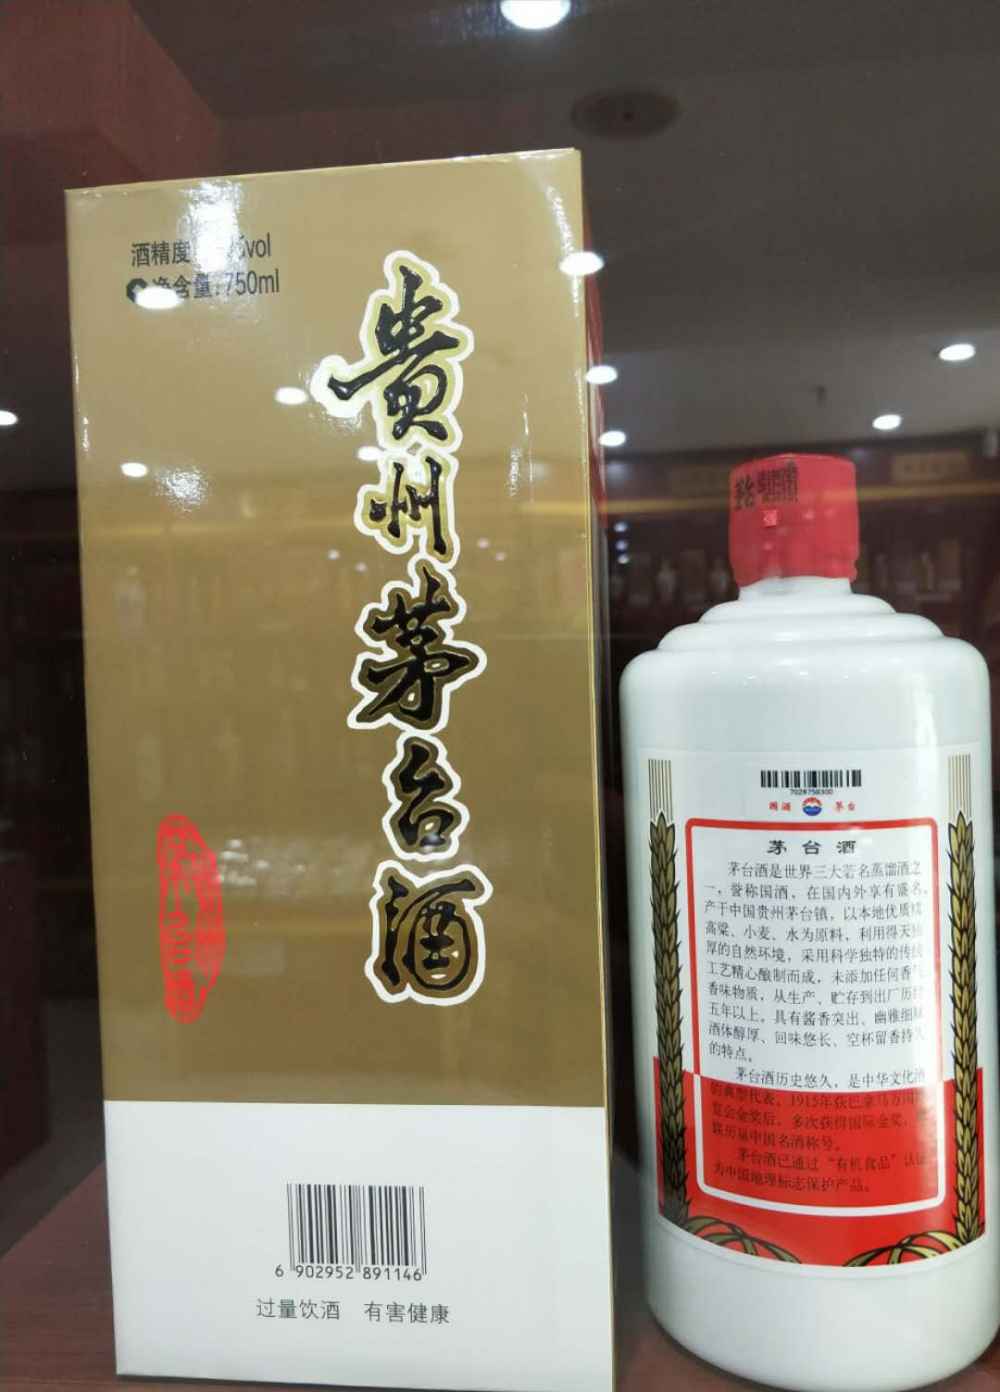 净含量:750ml
贵州茅台酒
6 902952 891146
过量饮酒 有害健康
7028758300
国酒 茅台
茅台酒
茅台酒是世界三大名蒸馏酒之
一，誉称国酒，在国内外享有盛名。
产于中国贵州茅台镇，以本地优质糯
高粱、小麦、水为原料，利用得天独
厚的自然环境，采用科学独特的传统
工艺精心酿制而成，未添加任何香气
香味物质，从生产、贮存到出厂历经
五年以上，具有酱香突出、幽雅细腻
酒体醇厚、回味悠长、空杯留香持久
的特点。
茅台酒历史悠久，是中华文化酒
的典型代表，1915年获巴拿马万国博
览会金奖后，多次获得国际金奖，
历届中国名酒称号。
茅台酒已通过“有机食品”认证
为中国地理标志保护产品。